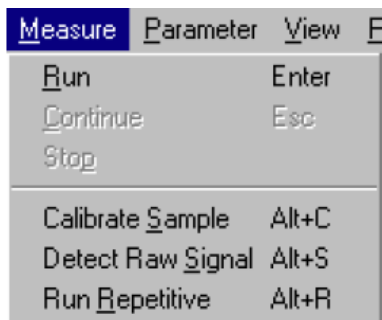 Measure Parameter View
Run Enter
Continue Esc
Stop
Calibrate Sample Alt+C
Detect Raw Signal Alt+S
Run Repetitive Alt+R